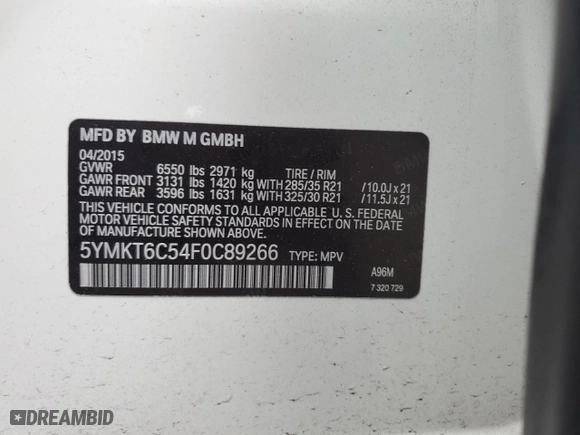 MFD BY BMW M GMBH
04/2015
GVWR 6550 lbs 2971 kg TIRE / RIM
GAWR FRONT 3131 lbs 1420 kg WITH 285/35 R21 / 10.0J x 21
GAWR REAR 3596 lbs 1631 kg WITH 325/30 R21 / 11.5J x 21
THIS VEHICLE CONFORMS TO ALL APPLICABLE U.S. FEDERAL
MOTOR VEHICLE SAFETY STANDARDS IN EFFECT ON THE DATE
OF MANUFACTURE SHOWN ABOVE.
5YMKT6C54F0C89266 TYPE: MPV
A96M
7 320 729
DREAMBID